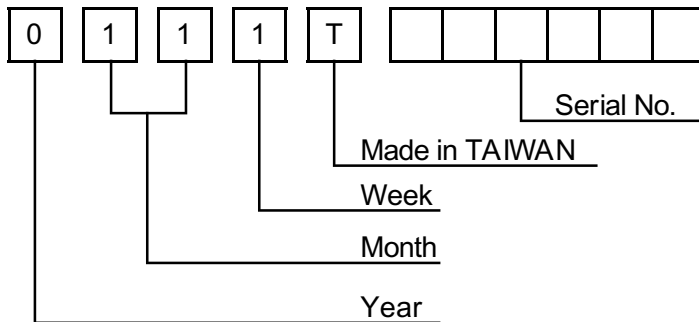 0 1 1 1 T
Serial No.
Made in TAIWAN
Week
Month
Year